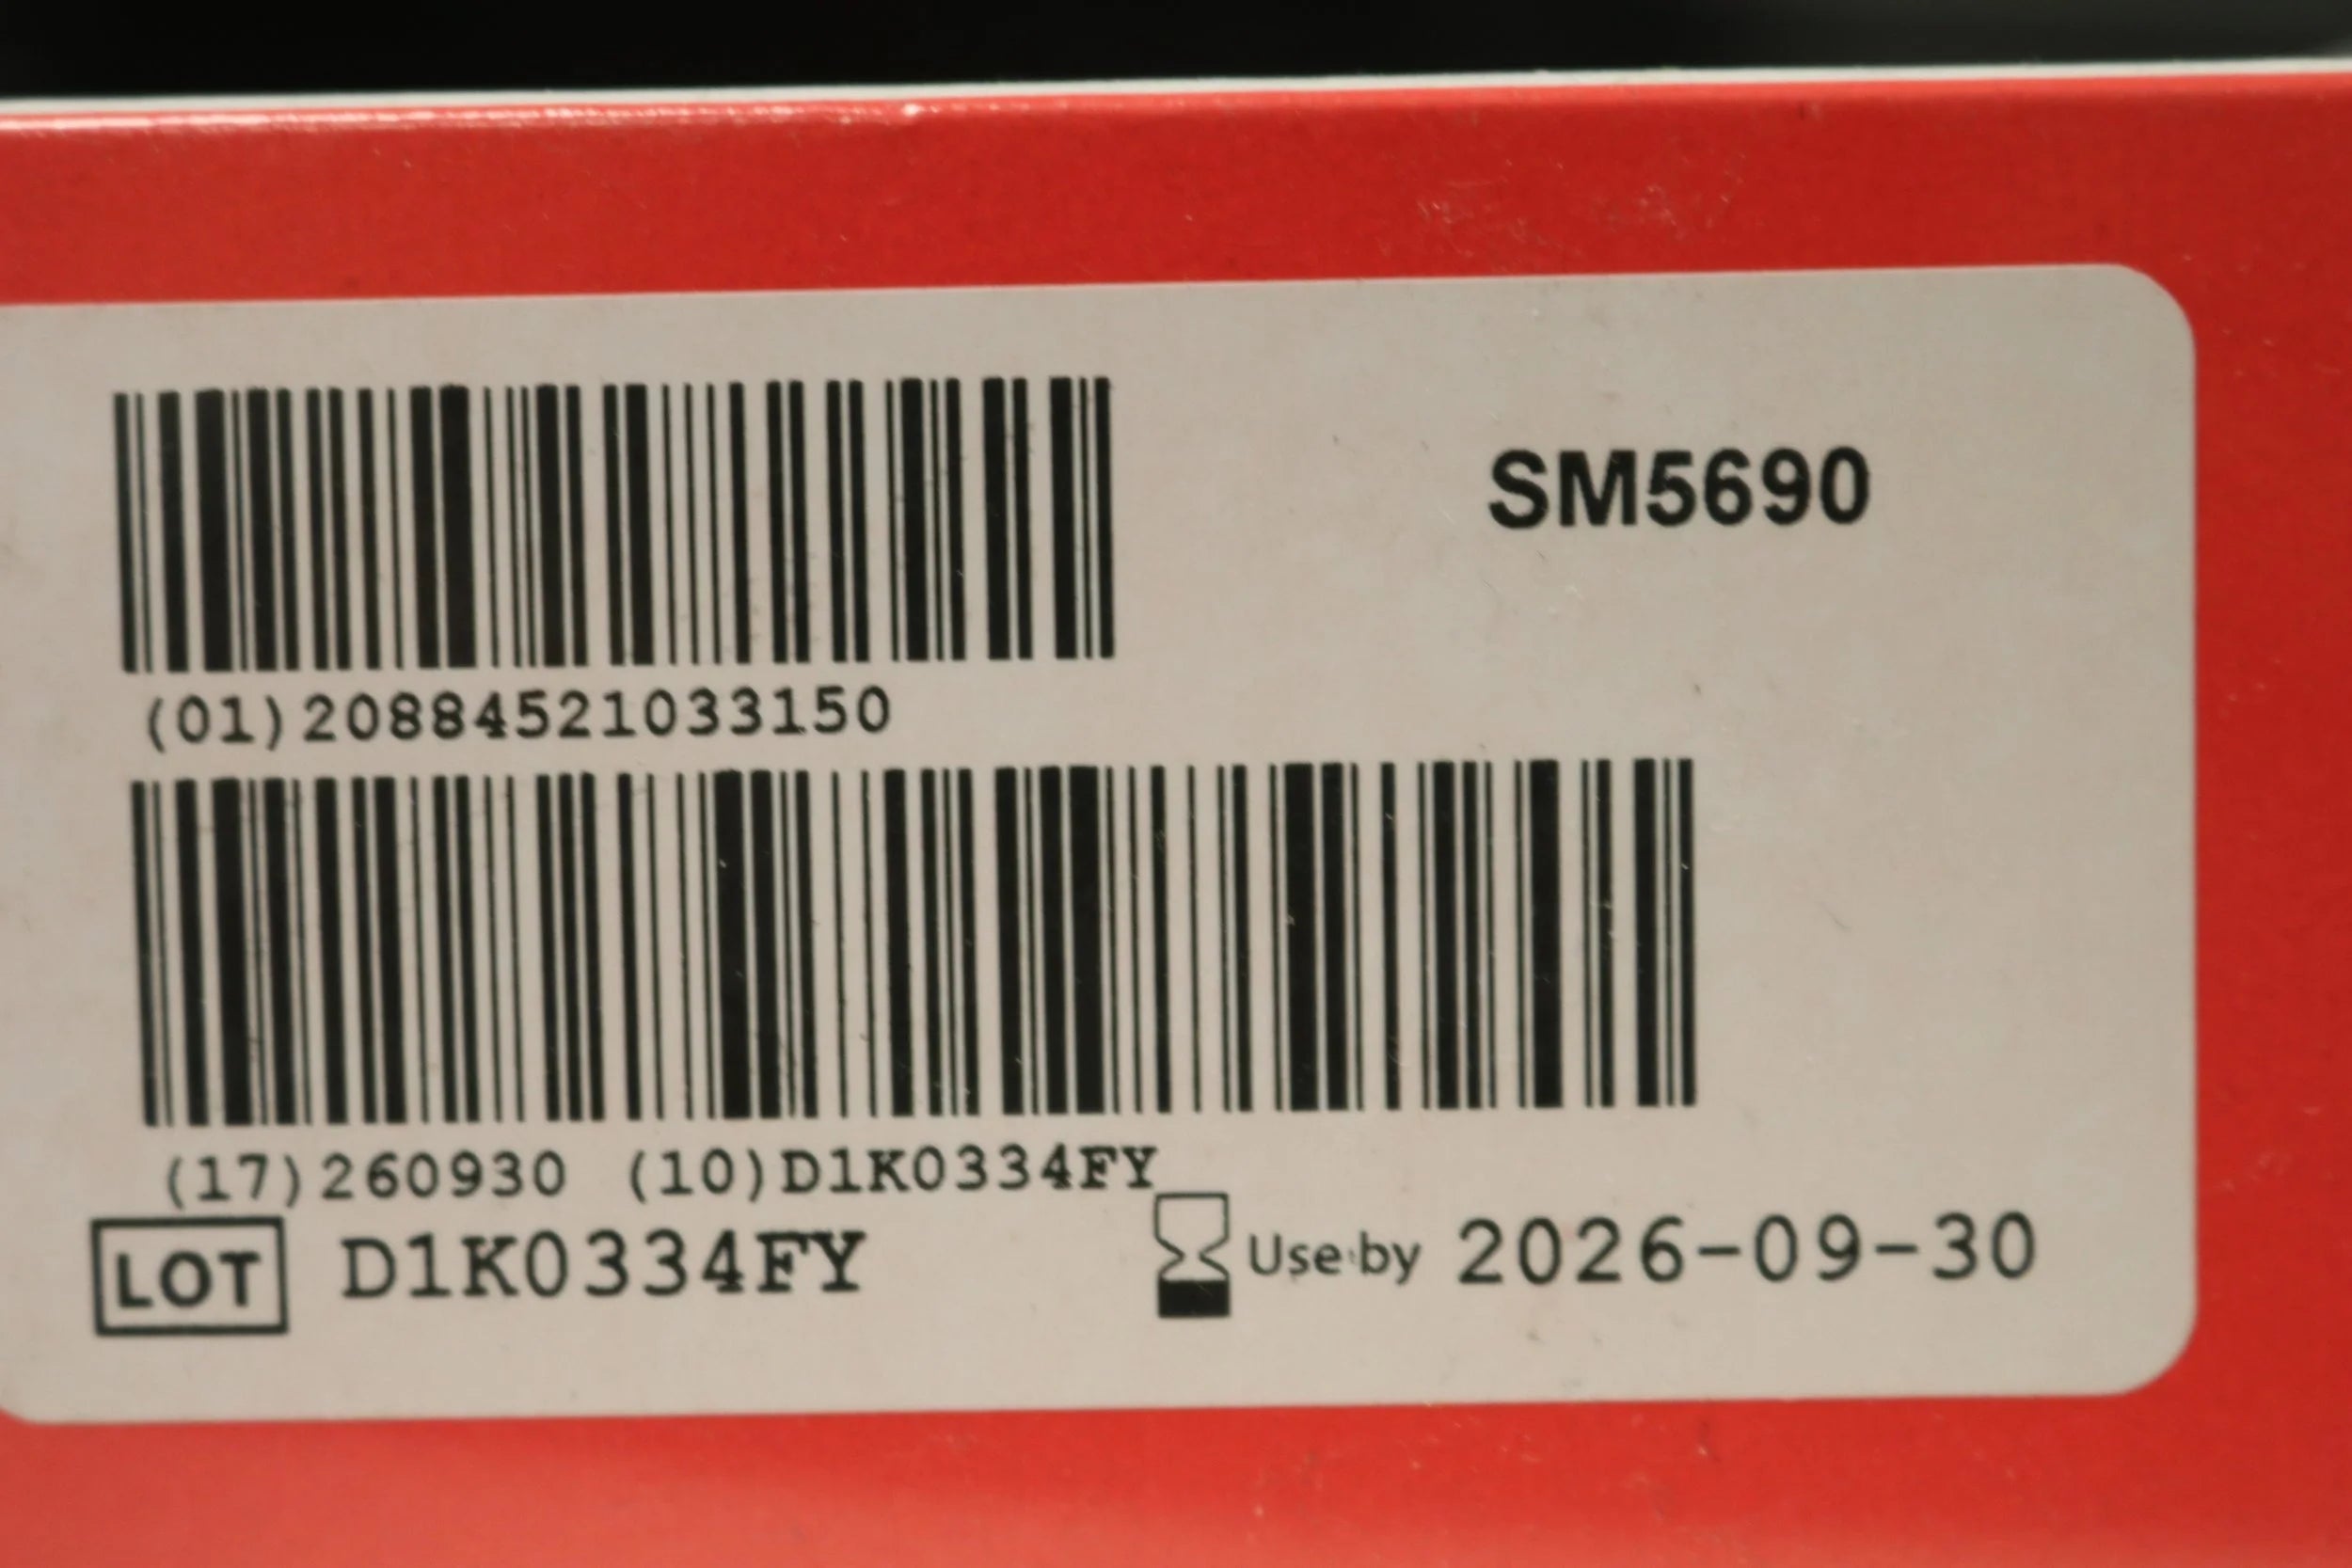 SM5690
(01)20884521033150
(17)260930 (10)D1K0334FY
LOT D1K0334FY Use by 2026-09-30